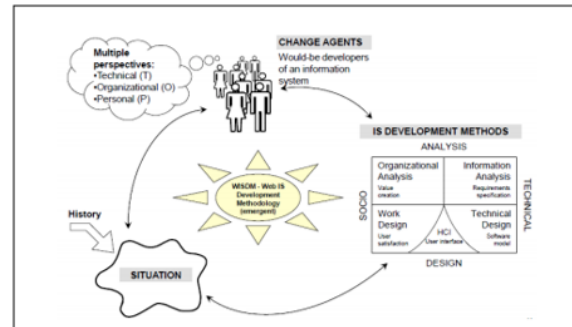 Multiple
perspectives:
•Technical (T)
•Organizational (O)
•Personal (P)
CHANGE AGENTS
Would-be developers
of an information
system
IS DEVELOPMENT METHODS
ANALYSIS
SOCIO
Organizational
Analysis
Value
creation
Information
Analysis
Requirements
specification
TECHNICAL
Work
Design
User
satisfaction
HCI
User interface
Technical
Design
Software
model
DESIGN
WISDM - Web IS
Development
Methodology
(emergent)
History
SITUATION